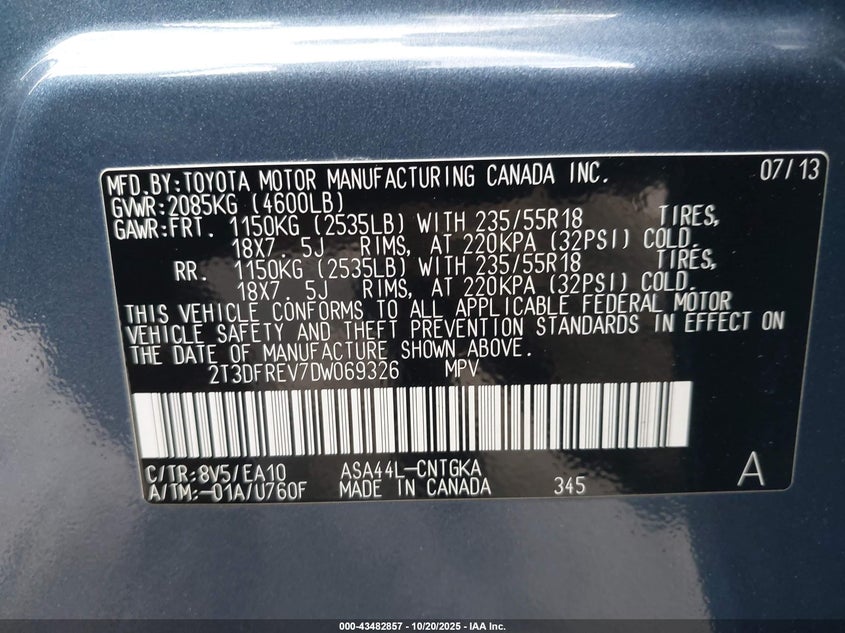 MFD.BY:TOYOTA MOTOR MANUFACTURING CANADA INC. 07/13
GVWR:2085KG (4600LB)
GAWR:FRT. 1150KG (2535LB) WITH 235/55R18 TIRES,
18X7.5J RIMS, AT 220KPA (32PSI) COLD.
RR. 1150KG (2535LB) WITH 235/55R18 TIRES,
18X7.5J RIMS, AT 220KPA (32PSI) COLD.
THIS VEHICLE CONFORMS TO ALL APPLICABLE FEDERAL MOTOR
VEHICLE SAFETY AND THEFT PREVENTION STANDARDS IN EFFECT ON
THE DATE OF MANUFACTURE SHOWN ABOVE.
2T3DFREV7DW069326 MPV
C/TR:8V5/EA10 ASA44L-CNTGKA A
A/TM:-01A/U760F MADE IN CANADA 345
000-43482857 - 10/20/2025 - IAA Inc.